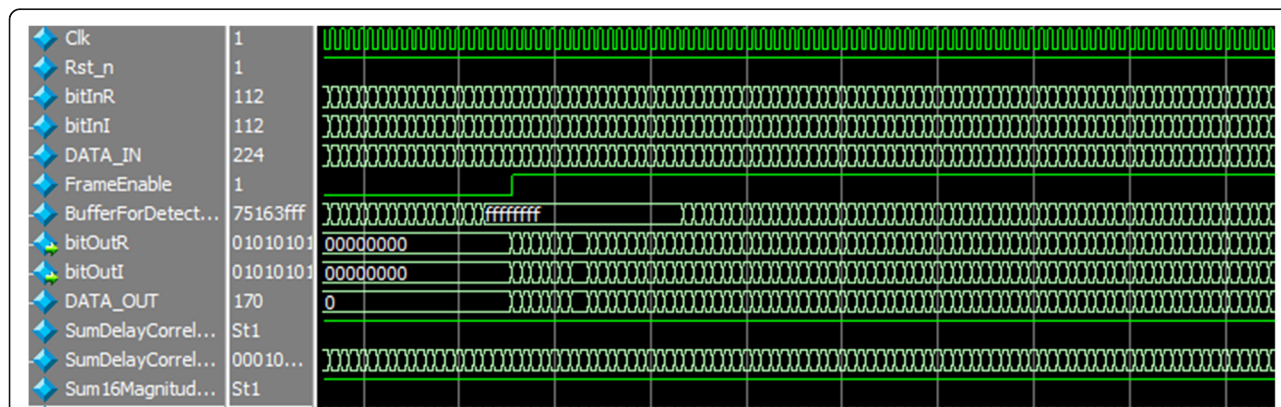 Clk 1
Rst_n 1
bitInR 112
bitInI 112
DATA_IN 224
FrameEnable 1
BufferForDetect... 75163fff ffffffff
bitOutR 01010101 00000000
bitOutI 01010101 00000000
DATA_OUT 170 0
SumDelayCorrel... St1
SumDelayCorrel... 00010...
Sum16Magnitud... St1